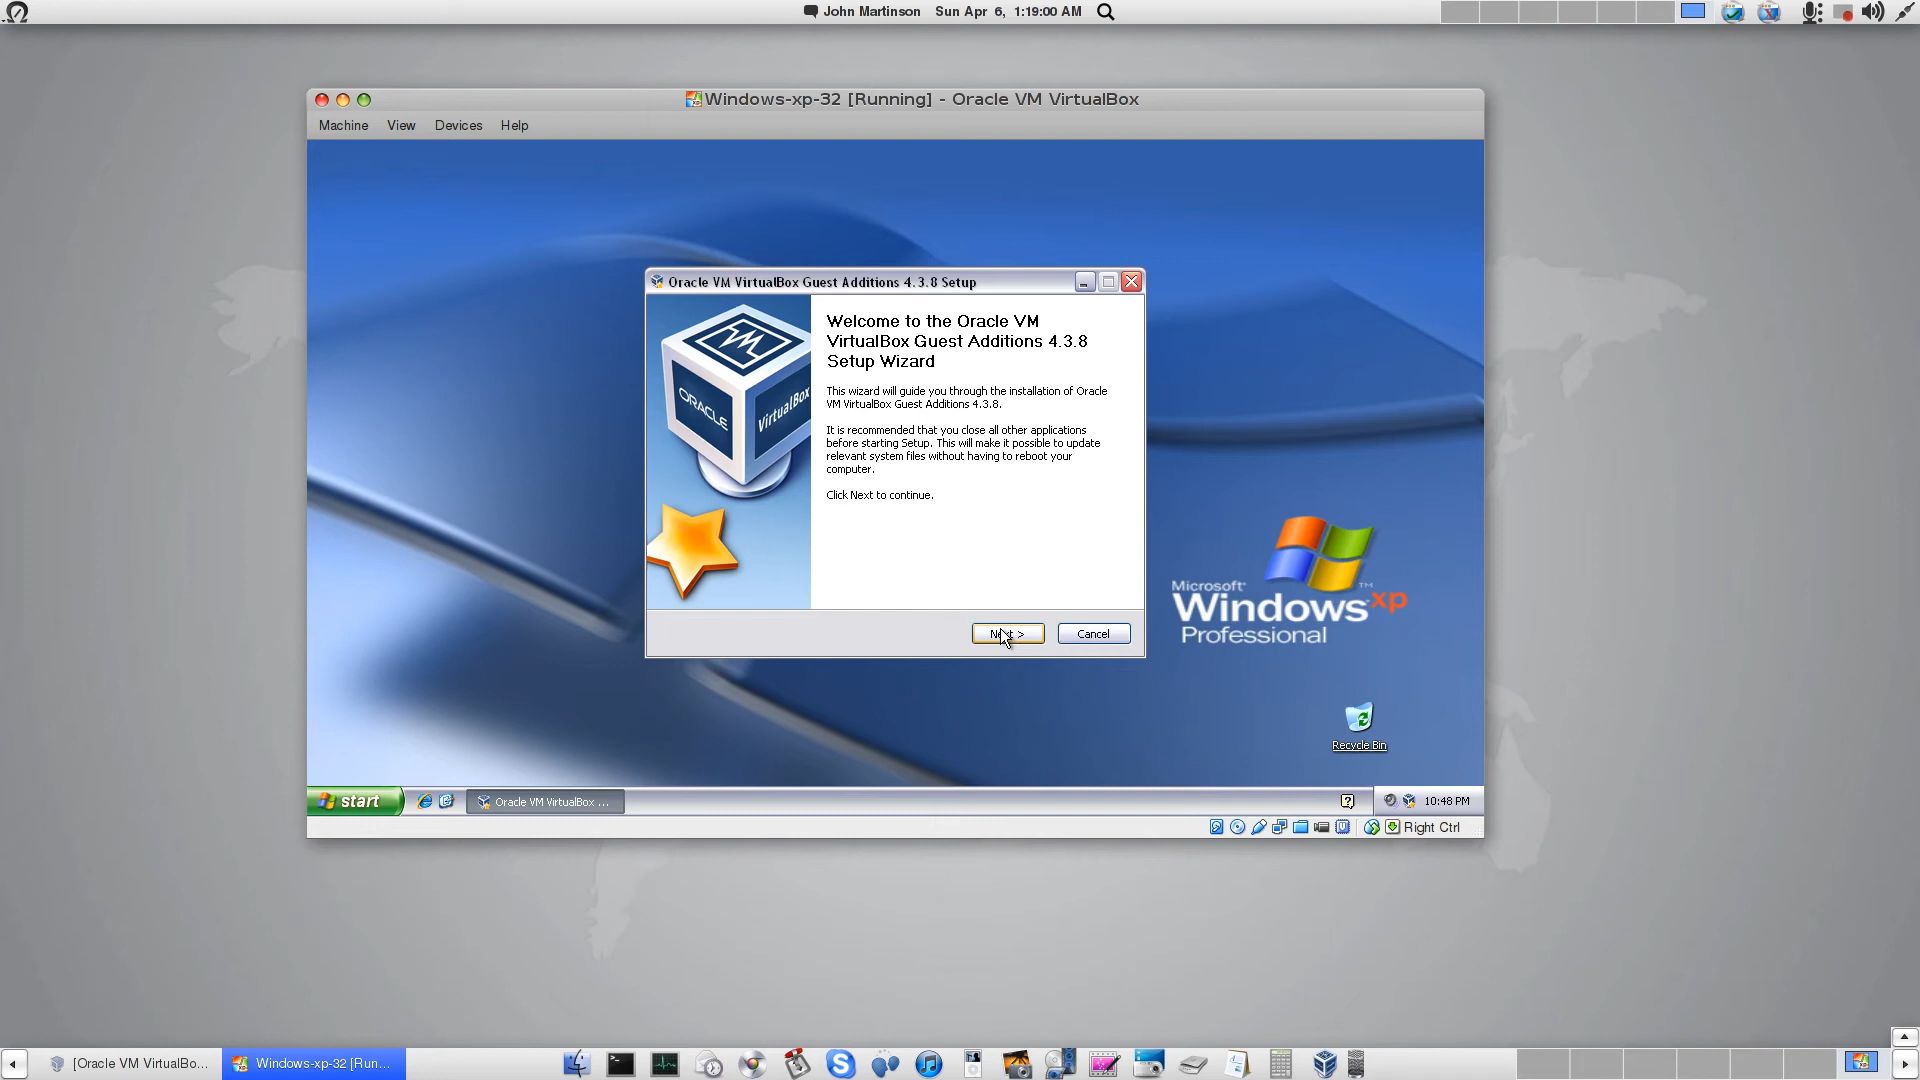 John Martinson Sun Apr 6, 1:19:00 AM
Windows-xp-32 [Running] - Oracle VM VirtualBox
Machine View Devices Help
Oracle VM VirtualBox Guest Additions 4.3.8 Setup
Welcome to the Oracle VM
VirtualBox Guest Additions 4.3.8
Setup Wizard
This wizard will guide you through the installation of Oracle
VM VirtualBox Guest Additions 4.3.8.
It is recommended that you close all other applications
before starting Setup. This will make it possible to update
relevant system files without having to reboot your
computer.
Click Next to continue.
ORACLE
VirtualBox
Next >
Cancel
Microsoft
Windows xp
TM
Professional
Recycle Bin
start
Oracle VM VirtualBox ...
10:48 PM
Right Ctrl
[Oracle VM VirtualBo...
Windows-xp-32 [Run...